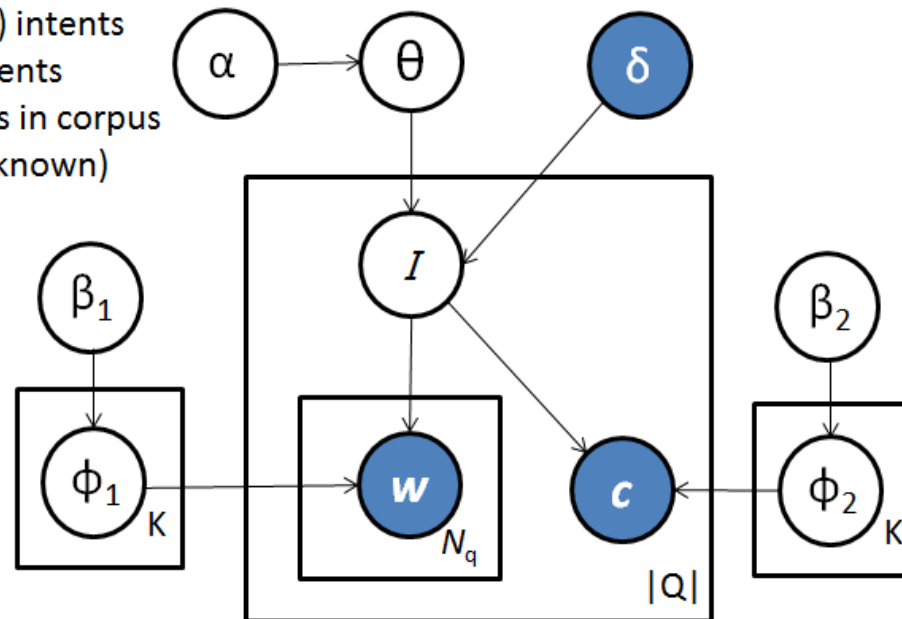 ) intents
ents
s in corpus
known)
α
θ
δ
I
β1
β2
ϕ1
K
w
Nq
c
ϕ2
K
|Q|